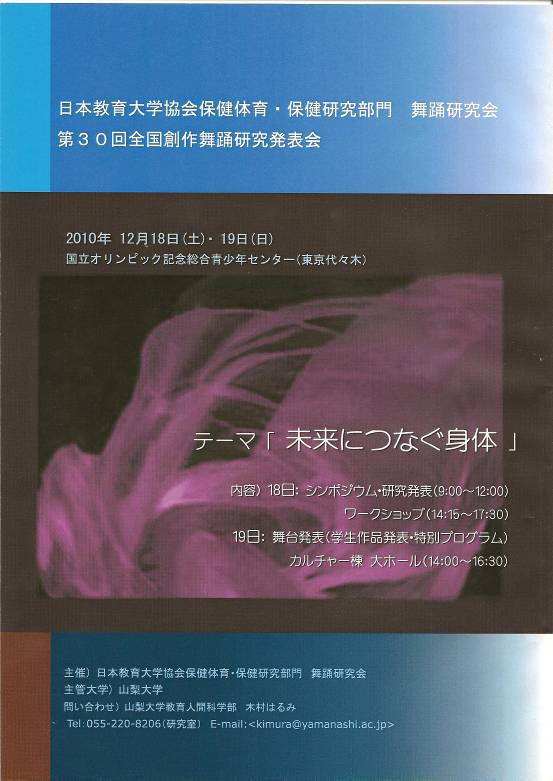 日本教育大学協会保健体育・保健研究部門　舞踊研究会
第３０回全国創作舞踊研究発表会
2010年 12月18日（土）・19日（日）
国立オリンピック記念総合青少年センター（東京代々木）
テーマ「 未来につなぐ身体 」
内容） 18日： シンポジウム・研究発表（9:00～12:00）
ワークショップ（14:15～17:30）
19日： 舞台発表（学生作品発表・特別プログラム）
カルチャー棟 大ホール（14:00～16:30）
主催） 日本教育大学協会保健体育・保健研究部門　舞踊研究会
主管大学） 山梨大学
問い合わせ） 山梨大学教育人間科学部　木村はるみ
Tel：055-220-8206（研究室）　E-mail：<kimura@yamanashi.ac.jp>